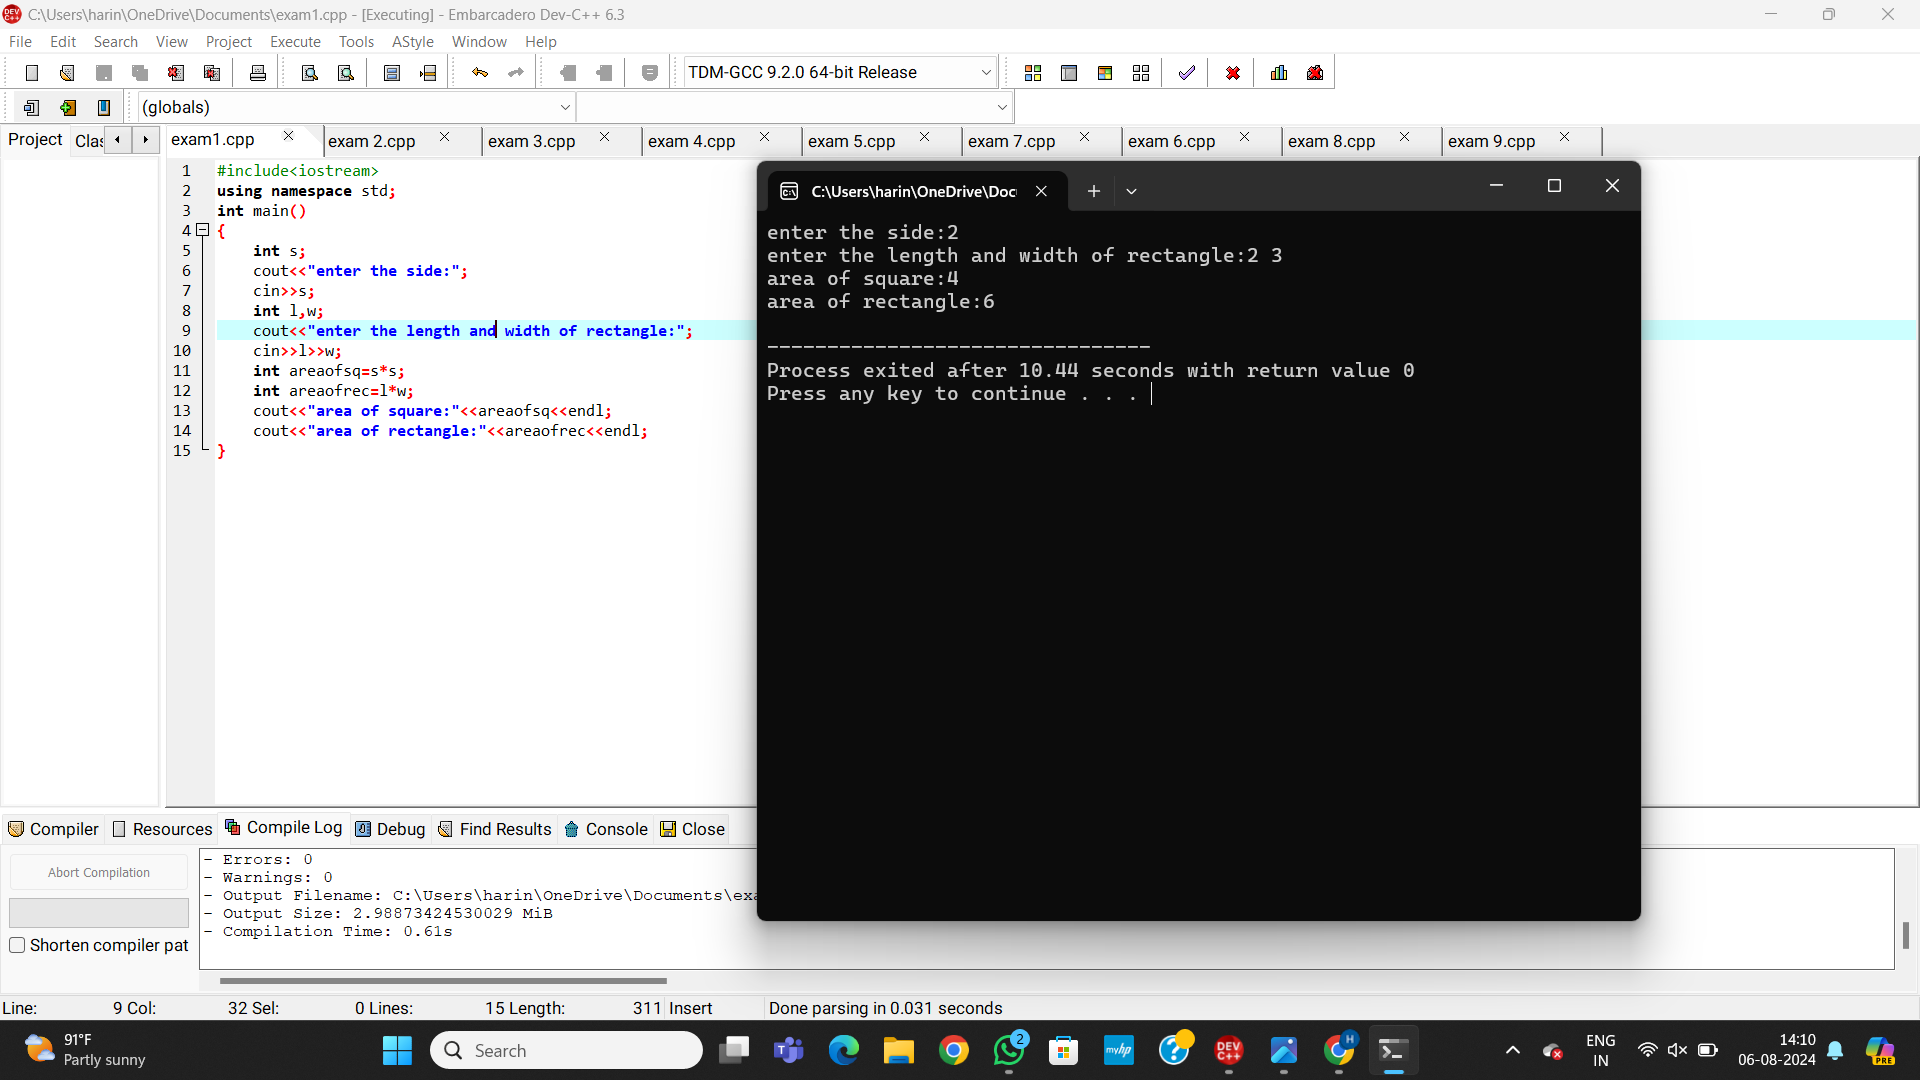 C:\Users\harin\OneDrive\Documents\exam1.cpp - [Executing] - Embarcadero Dev-C++ 6.3
File Edit Search View Project Execute Tools AStyle Window Help
TDM-GCC 9.2.0 64-bit Release
(globals)
Project Clas exam1.cpp exam 2.cpp exam 3.cpp exam 4.cpp exam 5.cpp exam 7.cpp exam 6.cpp exam 8.cpp exam 9.cpp
1 #include<iostream>
2 using namespace std;
3 int main()
4 {
5 int s;
6 cout<<"enter the side:";
7 cin>>s;
8 int l,w;
9 cout<<"enter the length and width of rectangle:";
10 cin>>l>>w;
11 int areaofsq=s*s;
12 int areaofrec=l*w;
13 cout<<"area of square:"<<areaofsq<<endl;
14 cout<<"area of rectangle:"<<areaofrec<<endl;
15 }
C:\Users\harin\OneDrive\Doc
enter the side:2
enter the length and width of rectangle:2 3
area of square:4
area of rectangle:6
--------------------------------
Process exited after 10.44 seconds with return value 0
Press any key to continue . . .
Compiler Resources Compile Log Debug Find Results Console Close
Abort Compilation
Shorten compiler pat
- Errors: 0
- Warnings: 0
- Output Filename: C:\Users\harin\OneDrive\Documents\exa
- Output Size: 2.98873424530029 MiB
- Compilation Time: 0.61s
Line: 9 Col: 32 Sel: 0 Lines: 15 Length: 311 Insert Done parsing in 0.031 seconds
91°F
Partly sunny
Search
2
myhp
DEV
C++
H
ENG
IN
14:10
06-08-2024
PRE